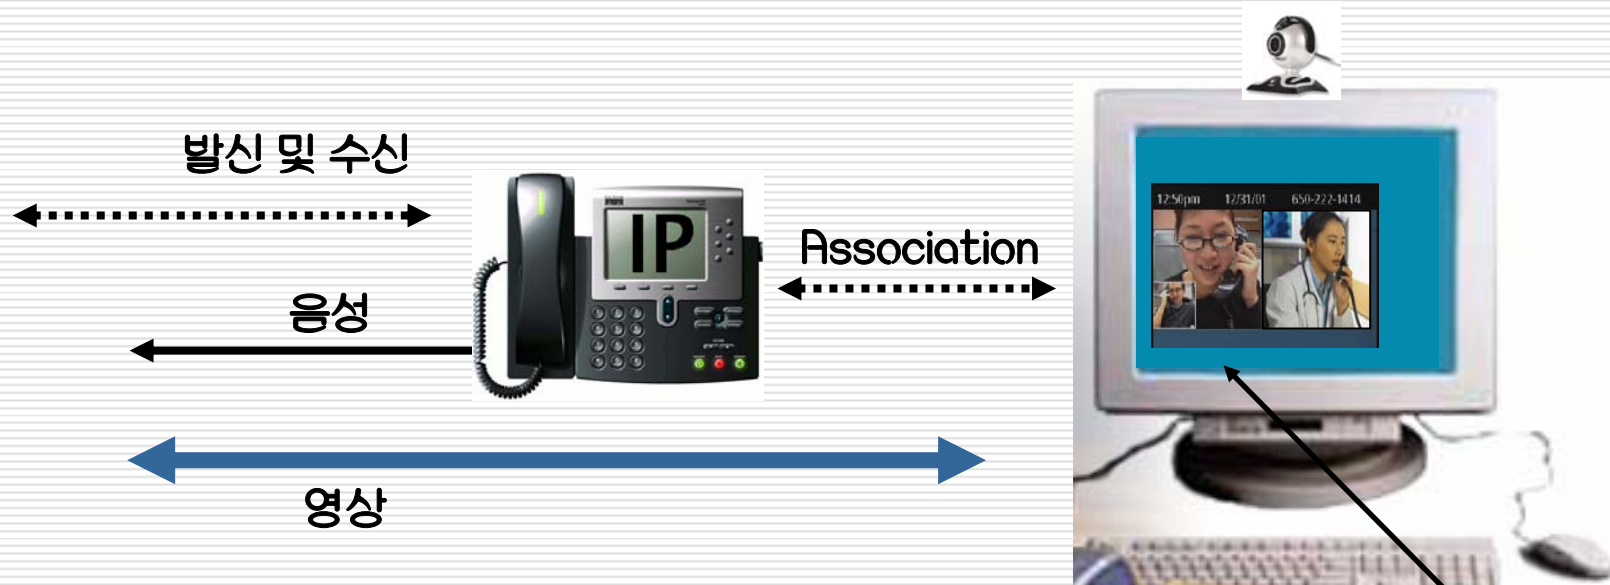 발신 및 수신
음성
영상
IP
Association
12:50pm 12/31/01 650-222-1414